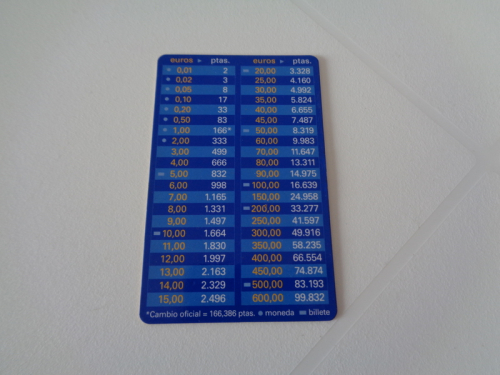 euros ▸ ptas. euros ▸ ptas.
0,01 2 20,00 3.328
0,02 3 25,00 4.160
0,05 8 30,00 4.992
0,10 17 35,00 5.824
0,20 33 40,00 6.655
0,50 83 45,00 7.487
1,00 166* 50,00 8.319
2,00 333 60,00 9.983
3,00 499 70,00 11.647
4,00 666 80,00 13.311
5,00 832 90,00 14.975
6,00 998 100,00 16.639
7,00 1.165 150,00 24.958
8,00 1.331 200,00 33.277
9,00 1.497 250,00 41.597
10,00 1.664 300,00 49.916
11,00 1.830 350,00 58.235
12,00 1.997 400,00 66.554
13,00 2.163 450,00 74.874
14,00 2.329 500,00 83.193
15,00 2.496 600,00 99.832
*Cambio oficial = 166,386 ptas. moneda billete